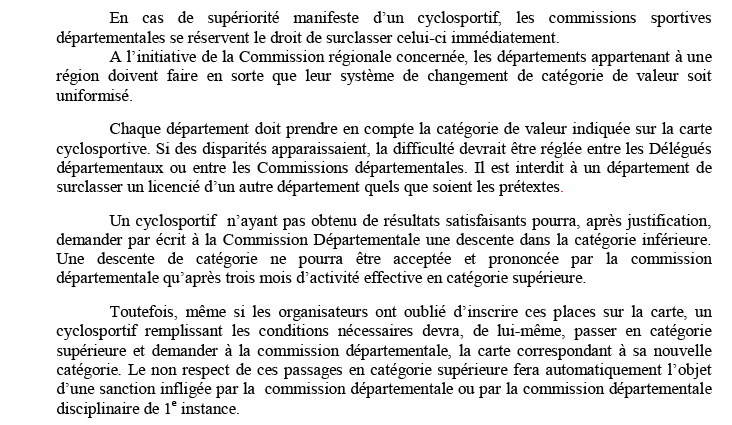 En cas de supériorité manifeste d’un cyclosportif, les commissions sportives
départementales se réservent le droit de surclasser celui-ci immédiatement.
A l’initiative de la Commission régionale concernée, les départements appartenant à une
région doivent faire en sorte que leur système de changement de catégorie de valeur soit
uniformisé.
Chaque département doit prendre en compte la catégorie de valeur indiquée sur la carte
cyclosportive. Si des disparités apparaissaient, la difficulté devrait être réglée entre les Délégués
départementaux ou entre les Commissions départementales. Il est interdit à un département de
surclasser un licencié d’un autre département quels que soient les prétextes.
Un cyclosportif n’ayant pas obtenu de résultats satisfaisants pourra, après justification,
demander par écrit à la Commission Départementale une descente dans la catégorie inférieure.
Une descente de catégorie ne pourra être acceptée et prononcée par la commission
départementale qu’après trois mois d’activité effective en catégorie supérieure.
Toutefois, même si les organisateurs ont oublié d’inscrire ces places sur la carte, un
cyclosportif remplissant les conditions nécessaires devra, de lui-même, passer en catégorie
supérieure et demander à la commission départementale, la carte correspondant à sa nouvelle
catégorie. Le non respect de ces passages en catégorie supérieure fera automatiquement l’objet
d’une sanction infligée par la commission départementale ou par la commission départementale
disciplinaire de 1e instance.